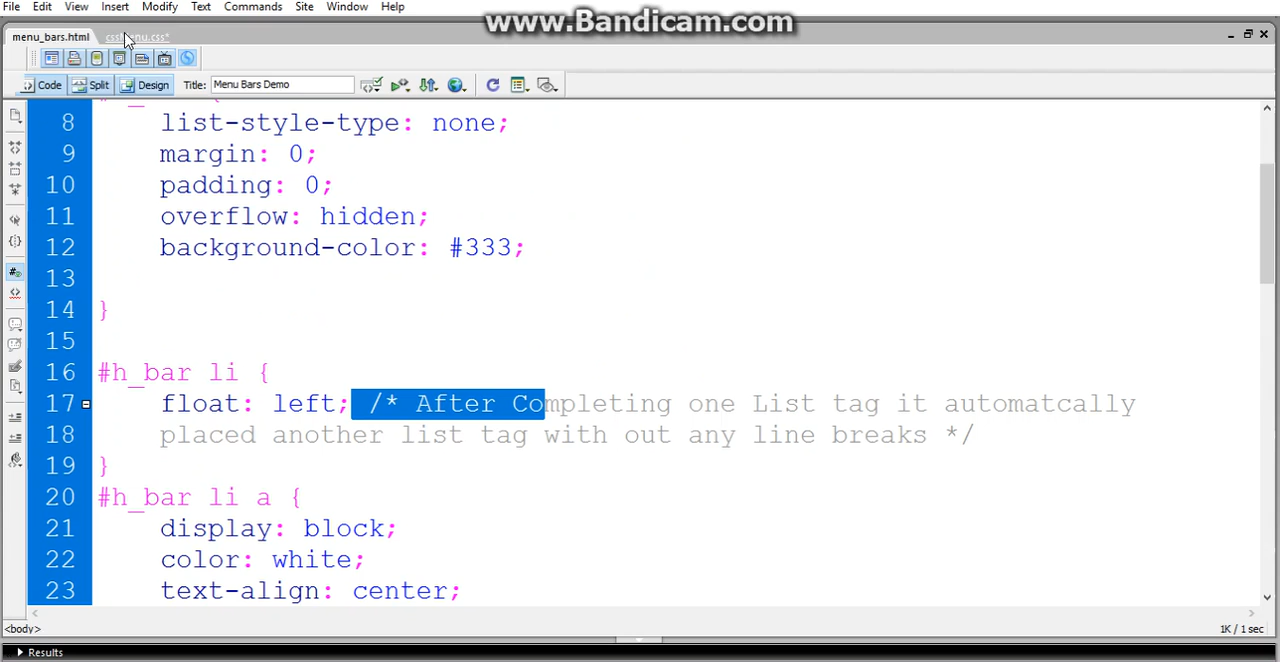 File Edit View Insert Modify Text Commands Site Window Help
www.Bandicam.com
menu_bars.html cssMenu.css*
Code Split Design Title: Menu Bars Demo
8 list-style-type: none;
9 margin: 0;
10 padding: 0;
11 overflow: hidden;
12 background-color: #333;
13
14 }
15
16 #h_bar li {
17 float: left; /* After Completing one List tag it automatcally
18 placed another list tag with out any line breaks */
19 }
20 #h_bar li a {
21 display: block;
22 color: white;
23 text-align: center;
<body> 1K / 1 sec
Results